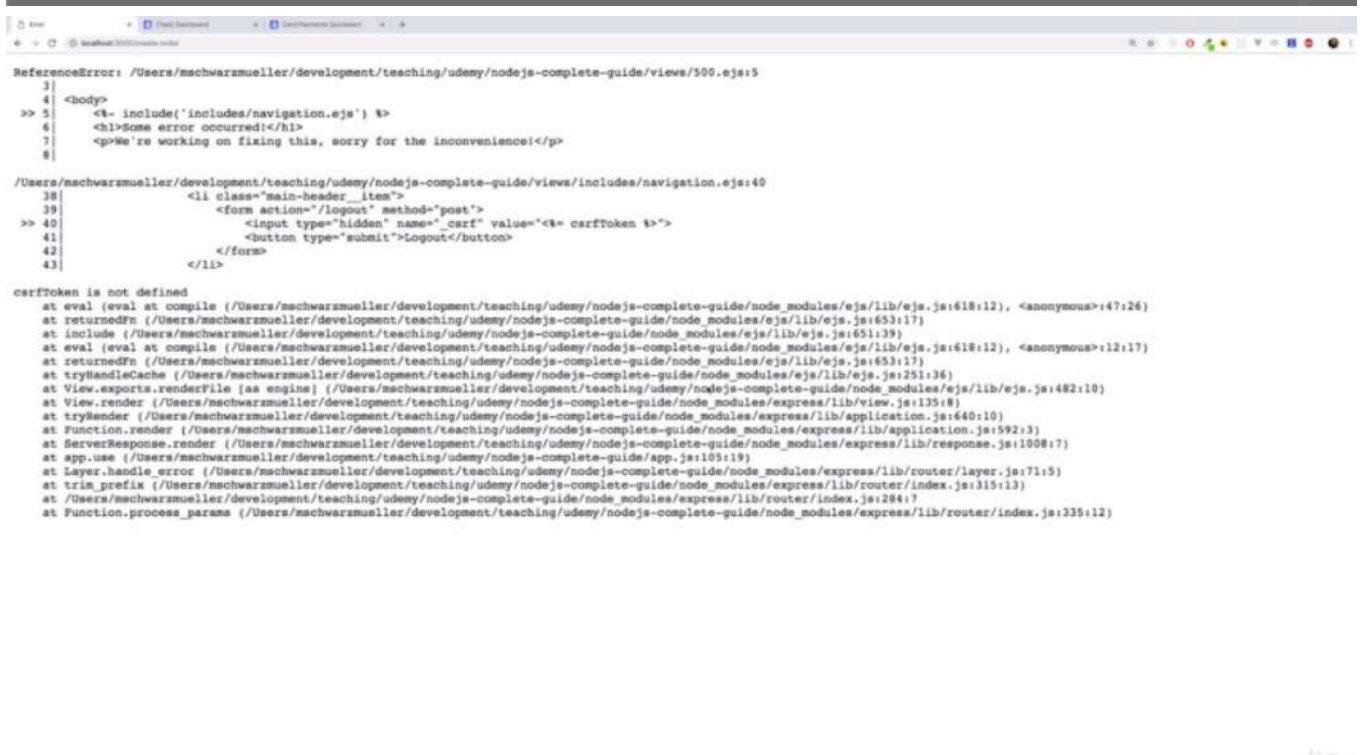 Error
[Test] Dashboard
Card Payments Quickstart
localhost:3000/create-order
ReferenceError: /Users/mschwarzmueller/development/teaching/udemy/nodejs-complete-guide/views/500.ejs:5
3|
4| <body>
>> 5| <%- include('includes/navigation.ejs') %>
6| <h1>Some error occurred!</h1>
7| <p>We're working on fixing this, sorry for the inconvenience!</p>
8|
/Users/mschwarzmueller/development/teaching/udemy/nodejs-complete-guide/views/includes/navigation.ejs:40
38| <li class="main-header__item">
39| <form action="/logout" method="post">
>> 40| <input type="hidden" name="_csrf" value="<%= csrfToken %>">
41| <button type="submit">Logout</button>
42| </form>
43| </li>
csrfToken is not defined
at eval (eval at compile (/Users/mschwarzmueller/development/teaching/udemy/nodejs-complete-guide/node_modules/ejs/lib/ejs.js:618:12), <anonymous>:47:26)
at returnedFn (/Users/mschwarzmueller/development/teaching/udemy/nodejs-complete-guide/node_modules/ejs/lib/ejs.js:653:17)
at include (/Users/mschwarzmueller/development/teaching/udemy/nodejs-complete-guide/node_modules/ejs/lib/ejs.js:651:39)
at eval (eval at compile (/Users/mschwarzmueller/development/teaching/udemy/nodejs-complete-guide/node_modules/ejs/lib/ejs.js:618:12), <anonymous>:12:17)
at returnedFn (/Users/mschwarzmueller/development/teaching/udemy/nodejs-complete-guide/node_modules/ejs/lib/ejs.js:653:17)
at tryHandleCache (/Users/mschwarzmueller/development/teaching/udemy/nodejs-complete-guide/node_modules/ejs/lib/ejs.js:251:36)
at View.exports.renderFile [as engine] (/Users/mschwarzmueller/development/teaching/udemy/nodejs-complete-guide/node_modules/ejs/lib/ejs.js:482:10)
at View.render (/Users/mschwarzmueller/development/teaching/udemy/nodejs-complete-guide/node_modules/express/lib/view.js:135:8)
at tryRender (/Users/mschwarzmueller/development/teaching/udemy/nodejs-complete-guide/node_modules/express/lib/application.js:640:10)
at Function.render (/Users/mschwarzmueller/development/teaching/udemy/nodejs-complete-guide/node_modules/express/lib/application.js:592:3)
at ServerResponse.render (/Users/mschwarzmueller/development/teaching/udemy/nodejs-complete-guide/node_modules/express/lib/response.js:1008:7)
at app.use (/Users/mschwarzmueller/development/teaching/udemy/nodejs-complete-guide/app.js:105:19)
at Layer.handle_error (/Users/mschwarzmueller/development/teaching/udemy/nodejs-complete-guide/node_modules/express/lib/router/layer.js:71:5)
at trim_prefix (/Users/mschwarzmueller/development/teaching/udemy/nodejs-complete-guide/node_modules/express/lib/router/index.js:315:13)
at /Users/mschwarzmueller/development/teaching/udemy/nodejs-complete-guide/node_modules/express/lib/router/index.js:284:7
at Function.process_params (/Users/mschwarzmueller/development/teaching/udemy/nodejs-complete-guide/node_modules/express/lib/router/index.js:335:12)